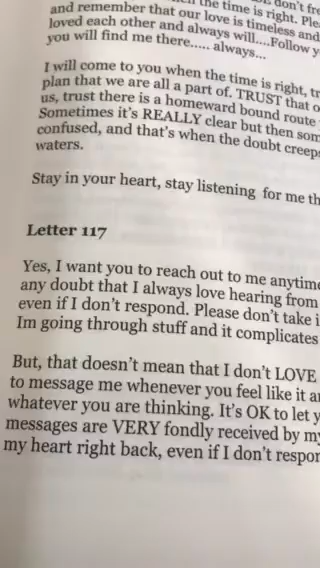 the time is right. Ple
and remember that our love is timeless and
loved each other and always will....Follow y
you will find me there..... always...
I will come to you when the time is right, tr
plan that we are all a part of. TRUST that o
us, trust there is a homeward bound route
Sometimes it's REALLY clear but then som
confused, and that's when the doubt creeps
waters.
Stay in your heart, stay listening for me th
Letter 117
Yes, I want you to reach out to me anytime
any doubt that I always love hearing from
even if I don't respond. Please don't take i
Im going through stuff and it complicates
But, that doesn't mean that I don't LOVE
to message me whenever you feel like it a
whatever you are thinking. It's OK to let y
messages are VERY fondly received by my
my heart right back, even if I don't respon